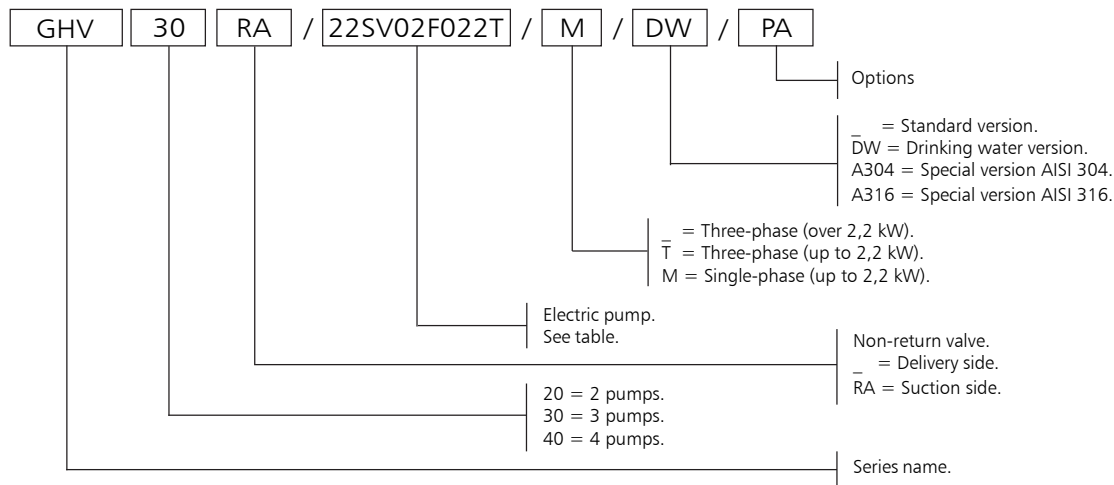 GHV 30 RA / 22SV02F022T / M / DW / PA
Options
_ = Standard version.
DW = Drinking water version.
A304 = Special version AISI 304.
A316 = Special version AISI 316.
_ = Three-phase (over 2,2 kW).
T = Three-phase (up to 2,2 kW).
M = Single-phase (up to 2,2 kW).
Electric pump.
See table.
Non-return valve.
_ = Delivery side.
RA = Suction side.
20 = 2 pumps.
30 = 3 pumps.
40 = 4 pumps.
Series name.